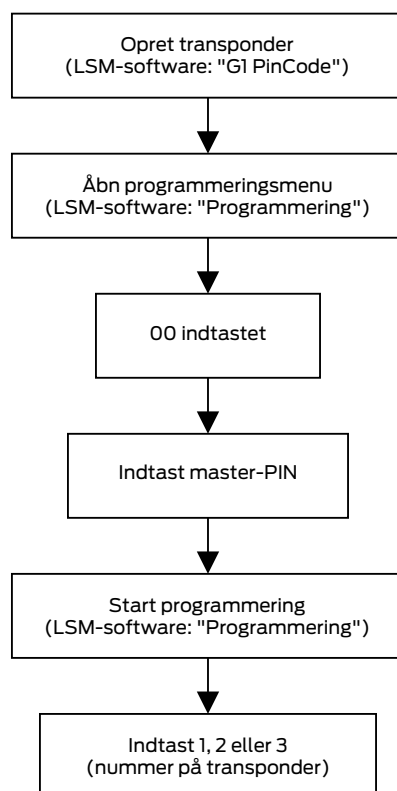 Opret transponder
(LSM-software: "G1 PinCode")
Åbn programmeringsmenu
(LSM-software: "Programmering")
00 indtastet
Indtast master-PIN
Start programmering
(LSM-software: "Programmering")
Indtast 1, 2 eller 3
(nummer på transponder)